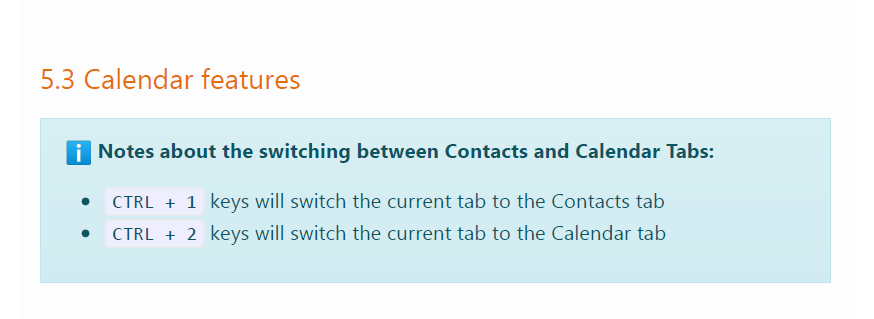 5.3 Calendar features
ℹ️ Notes about the switching between Contacts and Calendar Tabs:
• CTRL + 1 keys will switch the current tab to the Contacts tab
• CTRL + 2 keys will switch the current tab to the Calendar tab